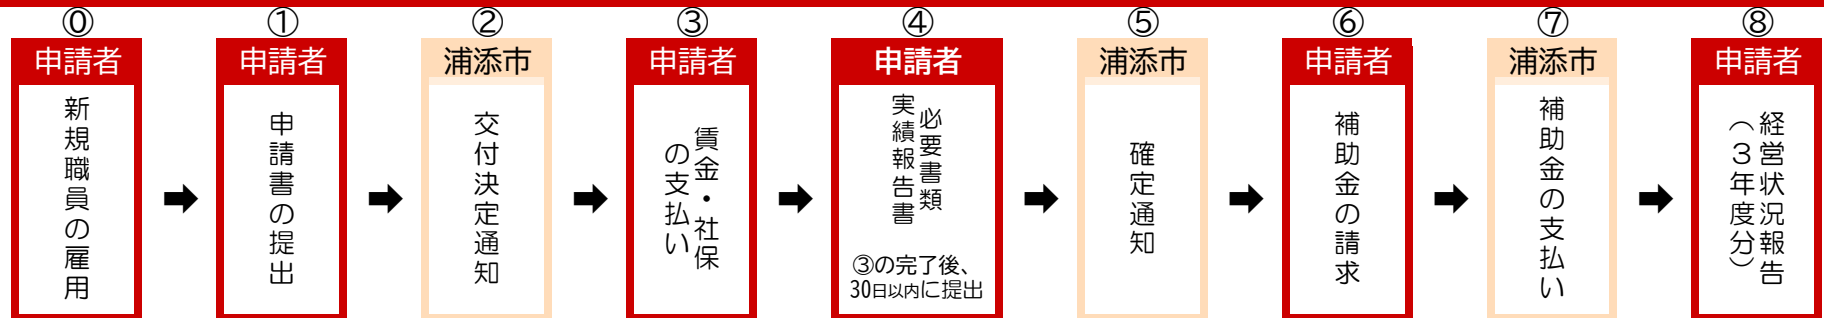 ⓪
申請者
新規職員の雇用
①
申請者
申請書の提出
②
浦添市
交付決定通知
③
申請者
賃金・社保
の支払い
④
申請者
必要書類
実績報告書
③の完了後、
30日以内に提出
⑤
浦添市
確定通知
⑥
申請者
補助金の請求
⑦
浦添市
補助金の支払い
⑧
申請者
経営状況報告
（３年度分）